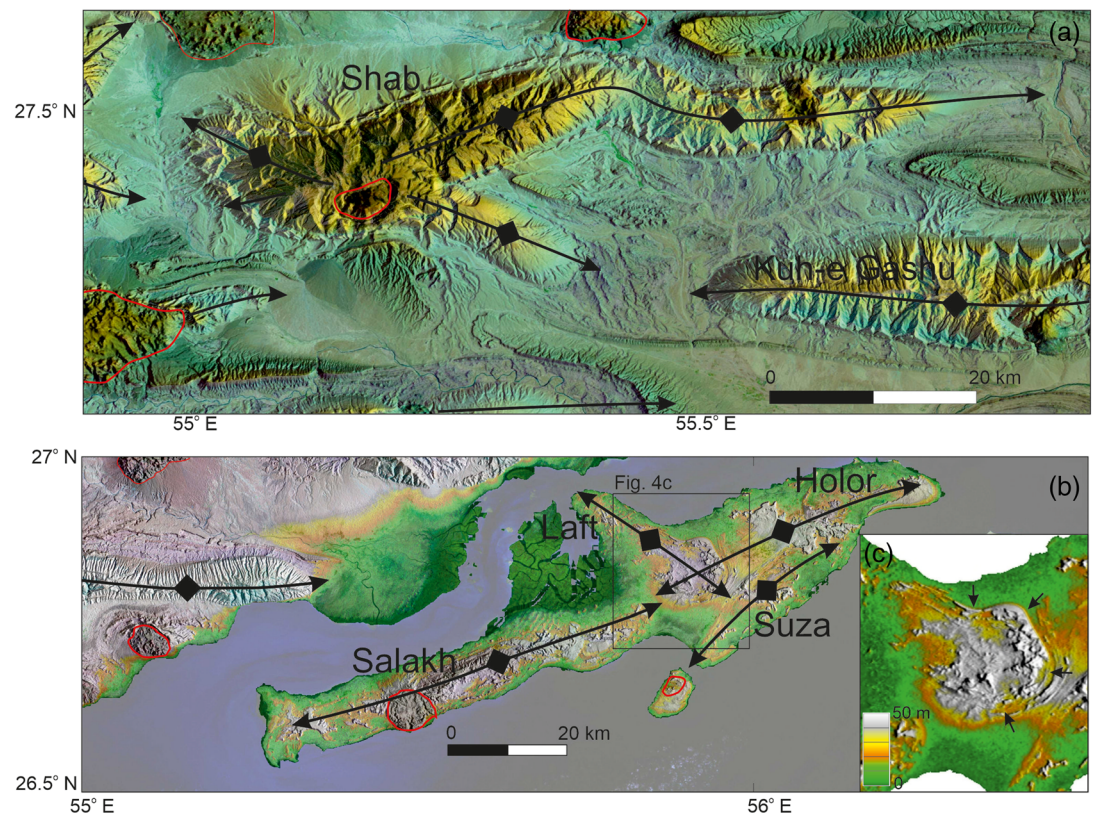 (a)
Shab
27.5° N
Kuh-e Gashu
0 20 km
55° E 55.5° E
27° N
Fig. 4c
Holor
(b)
Laft
(c)
Suza
Salakh
50 m
0 20 km
0
26.5° N
55° E 56° E